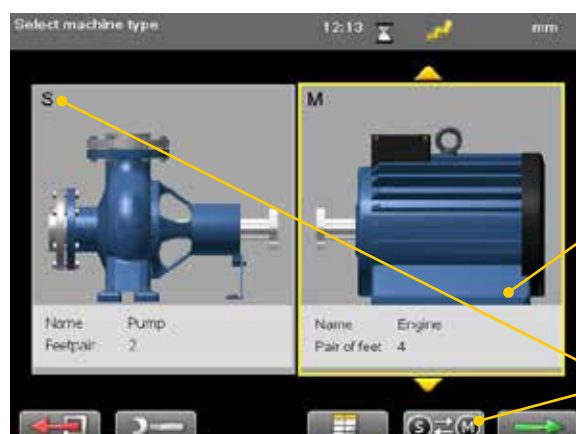 Select machine type 12:13 mm
S M
Name Pump
Feetpair 2
Name Engine
Pair of feet 4
S M